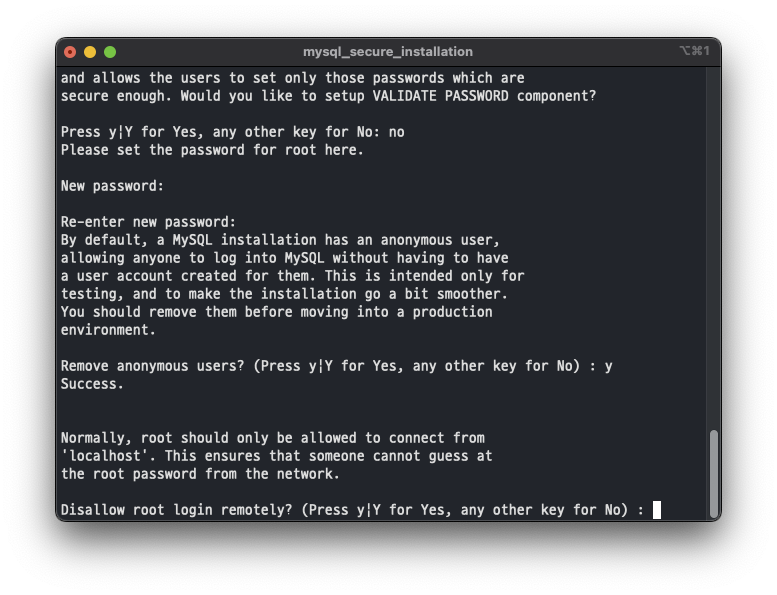 mysql_secure_installation
⌥⌘1
and allows the users to set only those passwords which are
secure enough. Would you like to setup VALIDATE PASSWORD component?
Press y|Y for Yes, any other key for No: no
Please set the password for root here.
New password:
Re-enter new password:
By default, a MySQL installation has an anonymous user,
allowing anyone to log into MySQL without having to have
a user account created for them. This is intended only for
testing, and to make the installation go a bit smoother.
You should remove them before moving into a production
environment.
Remove anonymous users? (Press y|Y for Yes, any other key for No) : y
Success.
Normally, root should only be allowed to connect from
'localhost'. This ensures that someone cannot guess at
the root password from the network.
Disallow root login remotely? (Press y|Y for Yes, any other key for No) :